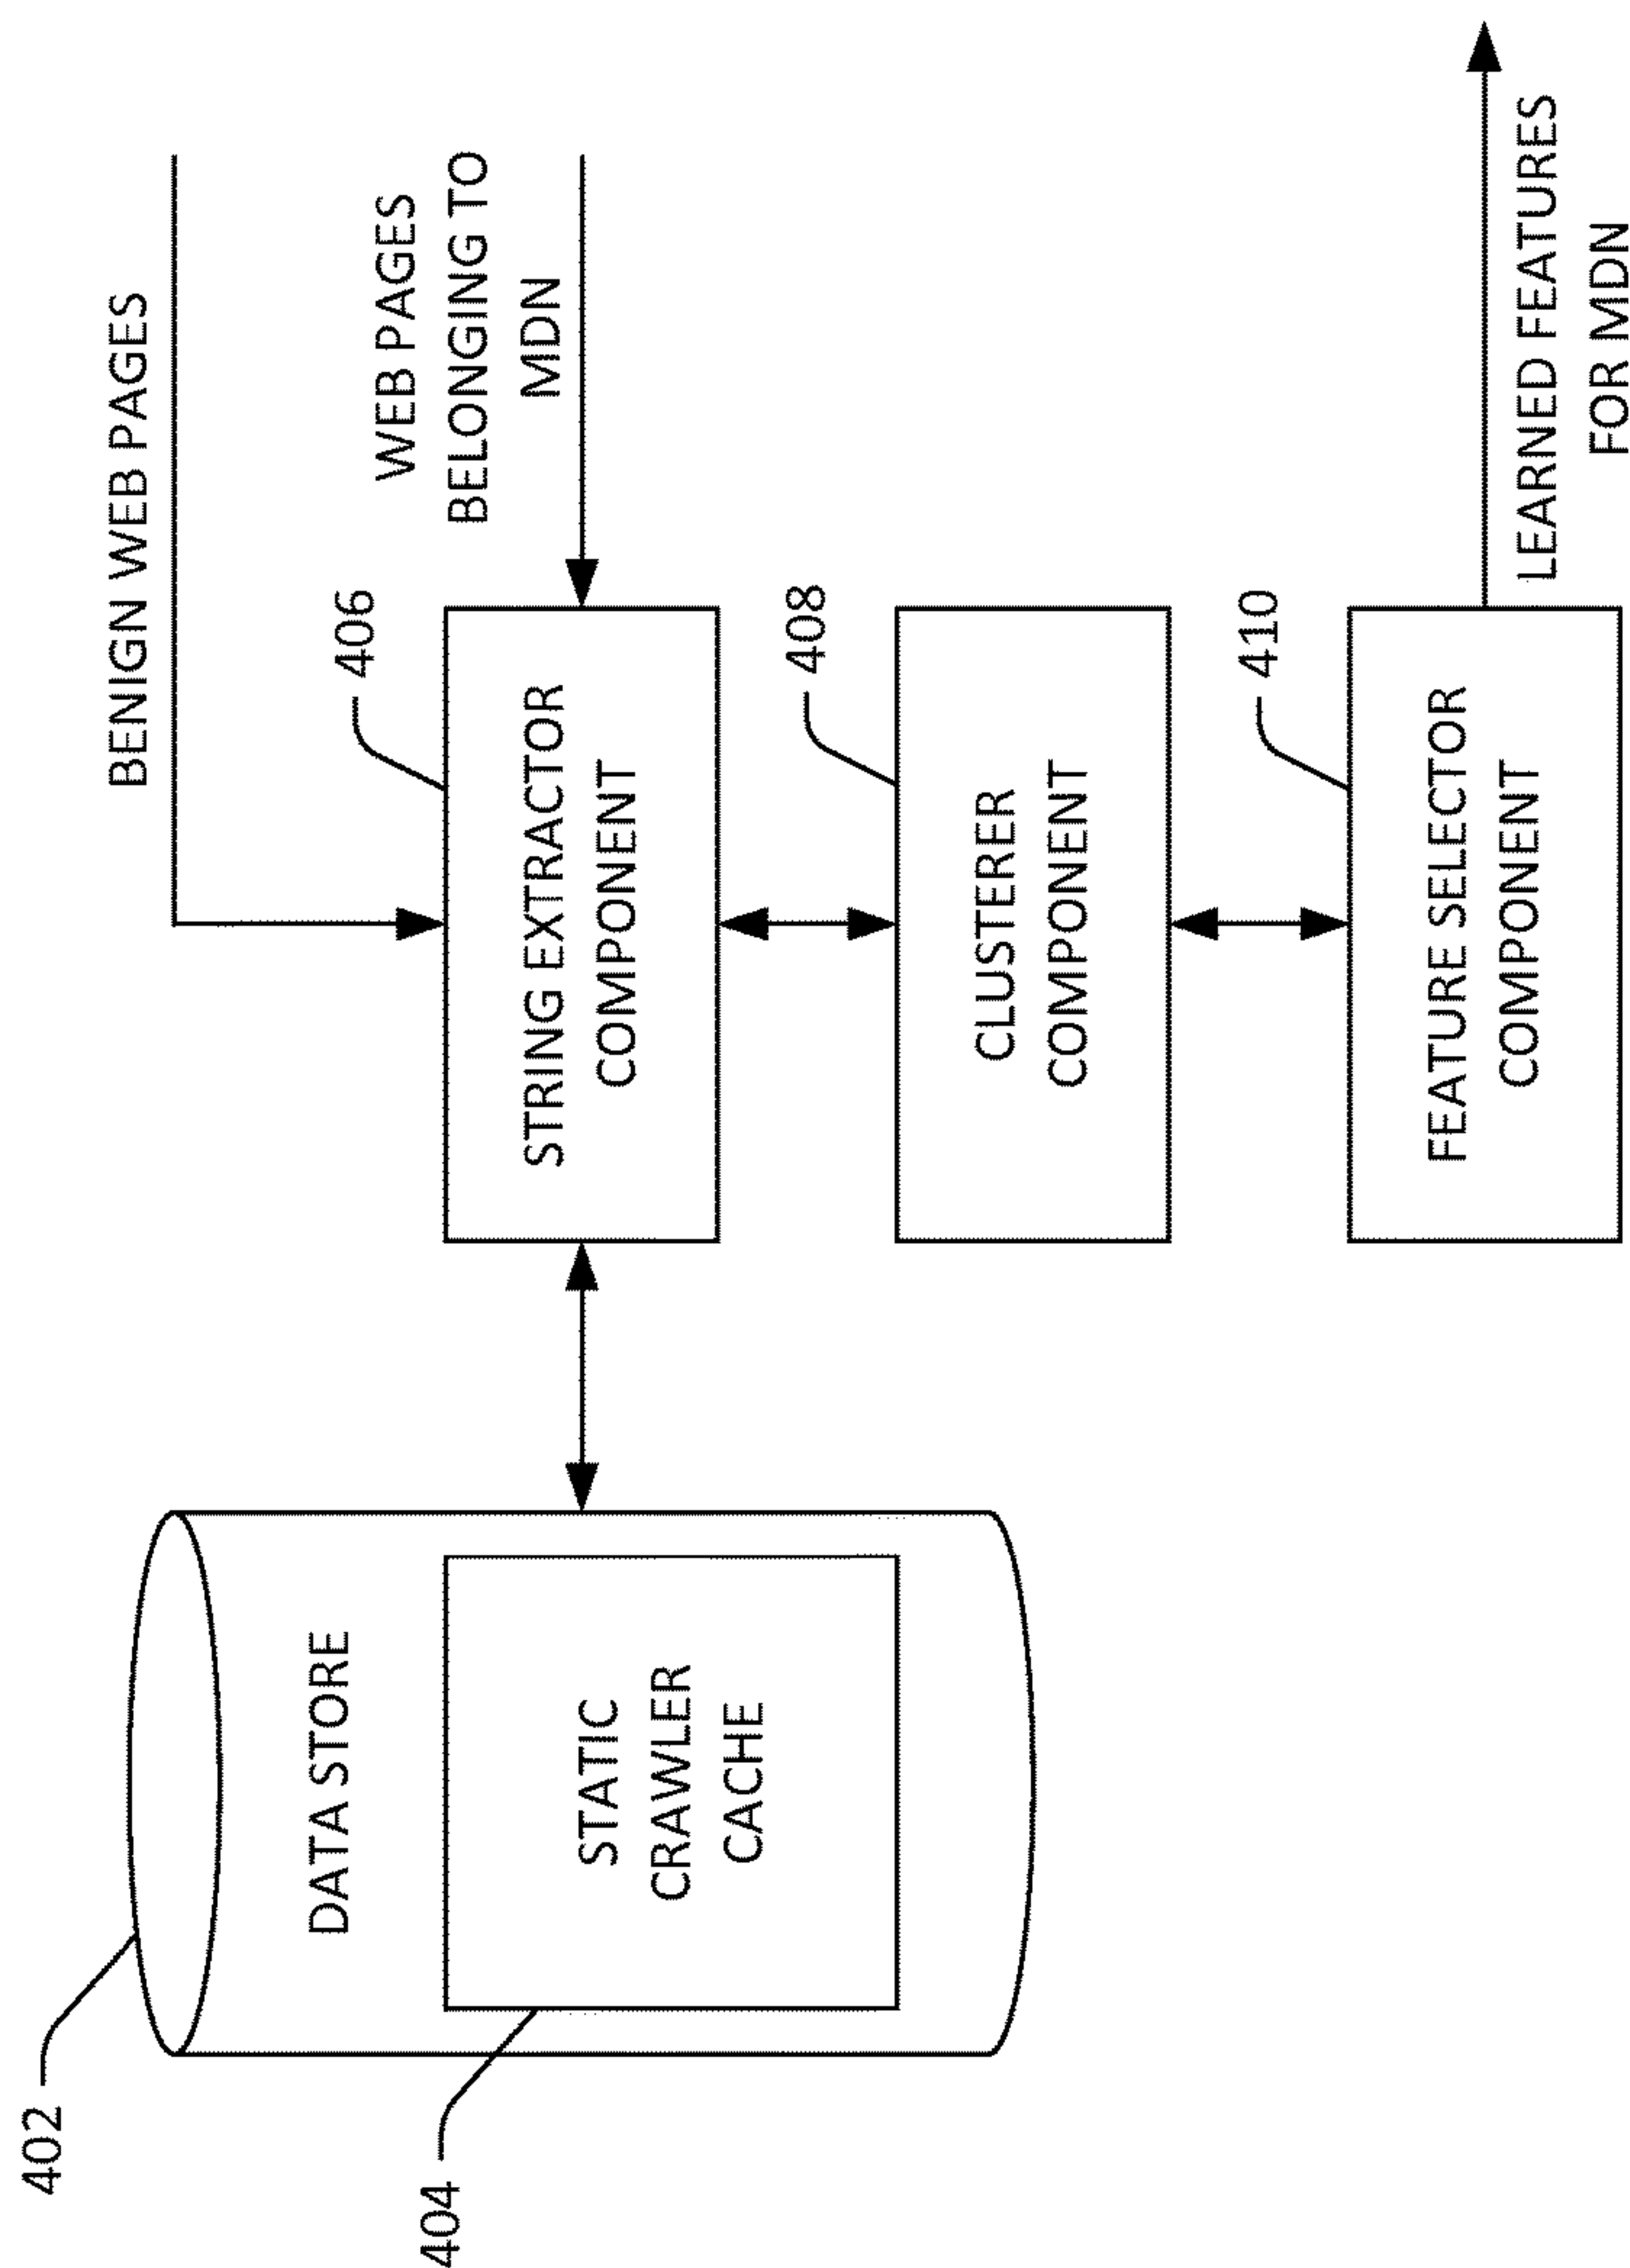 BENIGN WEB PAGES
402
DATA STORE
404
STATIC
CRAWLER
CACHE
406
STRING EXTRACTOR
COMPONENT
WEB PAGES
BELONGING TO
MDN
408
CLUSTERER
COMPONENT
410
FEATURE SELECTOR
COMPONENT
LEARNED FEATURES
FOR MDN